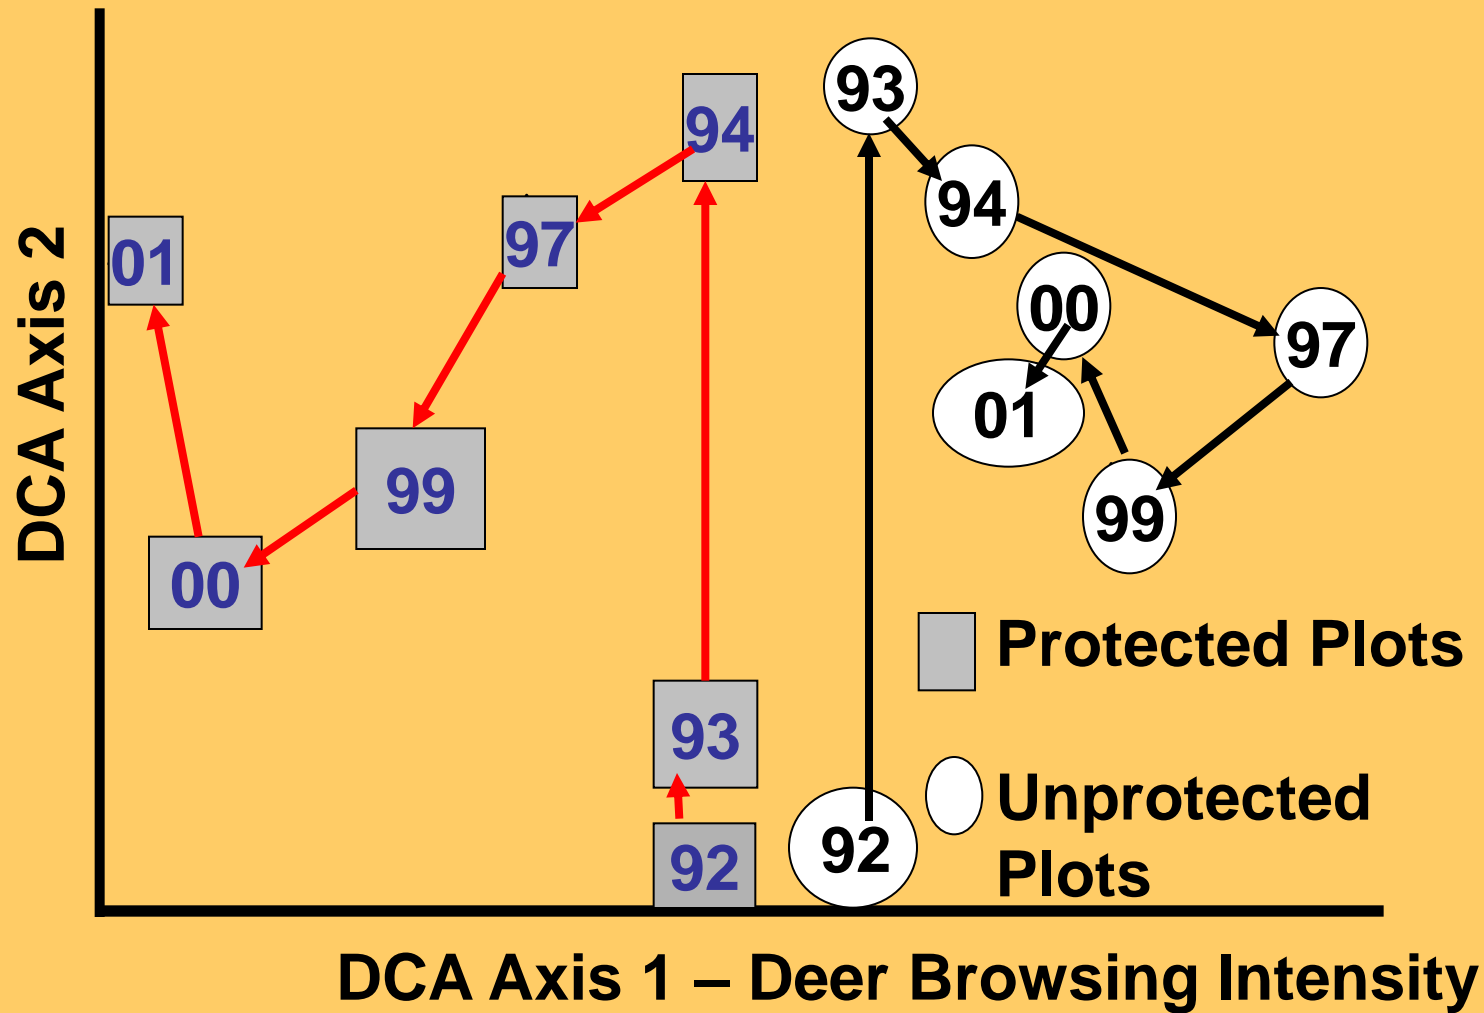 DCA Axis 2
93
94
94
97
01
00
97
01
99
99
00
Protected Plots
93
Unprotected
Plots
92
92
DCA Axis 1 – Deer Browsing Intensity